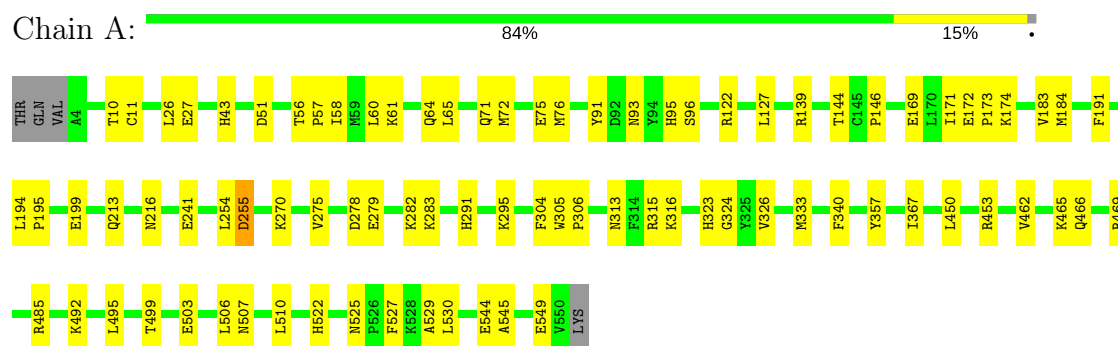 Chain A:
84% 15% •
THR GLN VAL A4 T10 C11 L26 E27 H43 D51 T56 P57 I58 M59 L60 K61 Q64 L65 Q71 M72 E75 M76 Y91 D92 N93 Y94 H95 S96 R122 L127 R139 T144 C145 P146 E169 L170 I171 E172 P173 K174 V183 M184 F191
L194 P195 E199 Q213 N216 E241 L254 D255 K270 V275 D278 E279 K282 K283 H291 K295 F304 W305 P306 N313 F314 R315 K316 H323 G324 Y325 V326 M333 F340 Y357 I367 L450 R453 V462 K465 Q466
R485 K492 L495 T499 E503 L506 N507 L510 H522 N525 P526 F527 K528 A529 L530 E544 A545 E549 V550 LYS